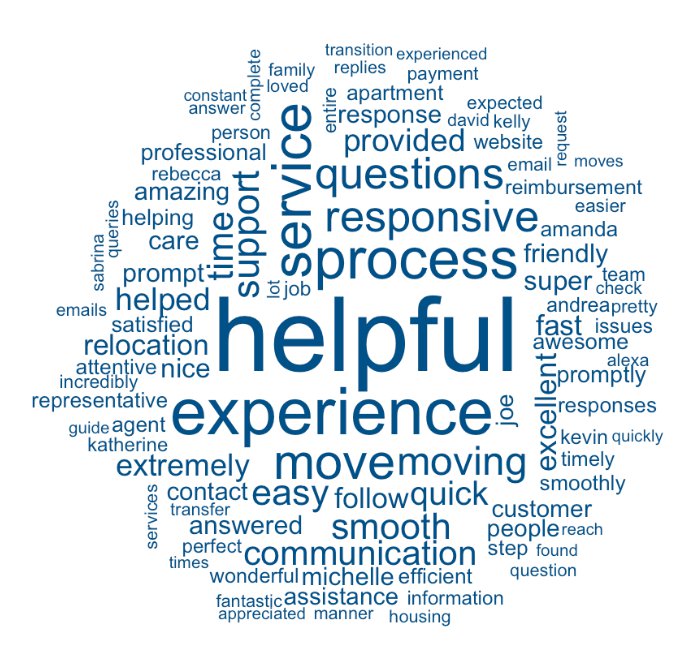 transition experienced
family replies payment
complete loved
constant entire apartment
answer response expected
david kelly
person provided website request
professional service questions email moves
rebecca support reimbursement
amazing time responsive easier
helping amanda
queries care process friendly
sabrina prompt lot job super team
check
helped andrea pretty
emails helpful fast issues
satisfied awesome
relocation alexa
attentive nice excellent promptly
incredibly
representative experience joe responses
guide agent kevin quickly
katherine
extremely move moving timely
smoothly
services contact easy follow quick
transfer customer
answered smooth people reach
perfect communication step found
times
wonderful michelle efficient question
fantastic assistance information
appreciated manner housing